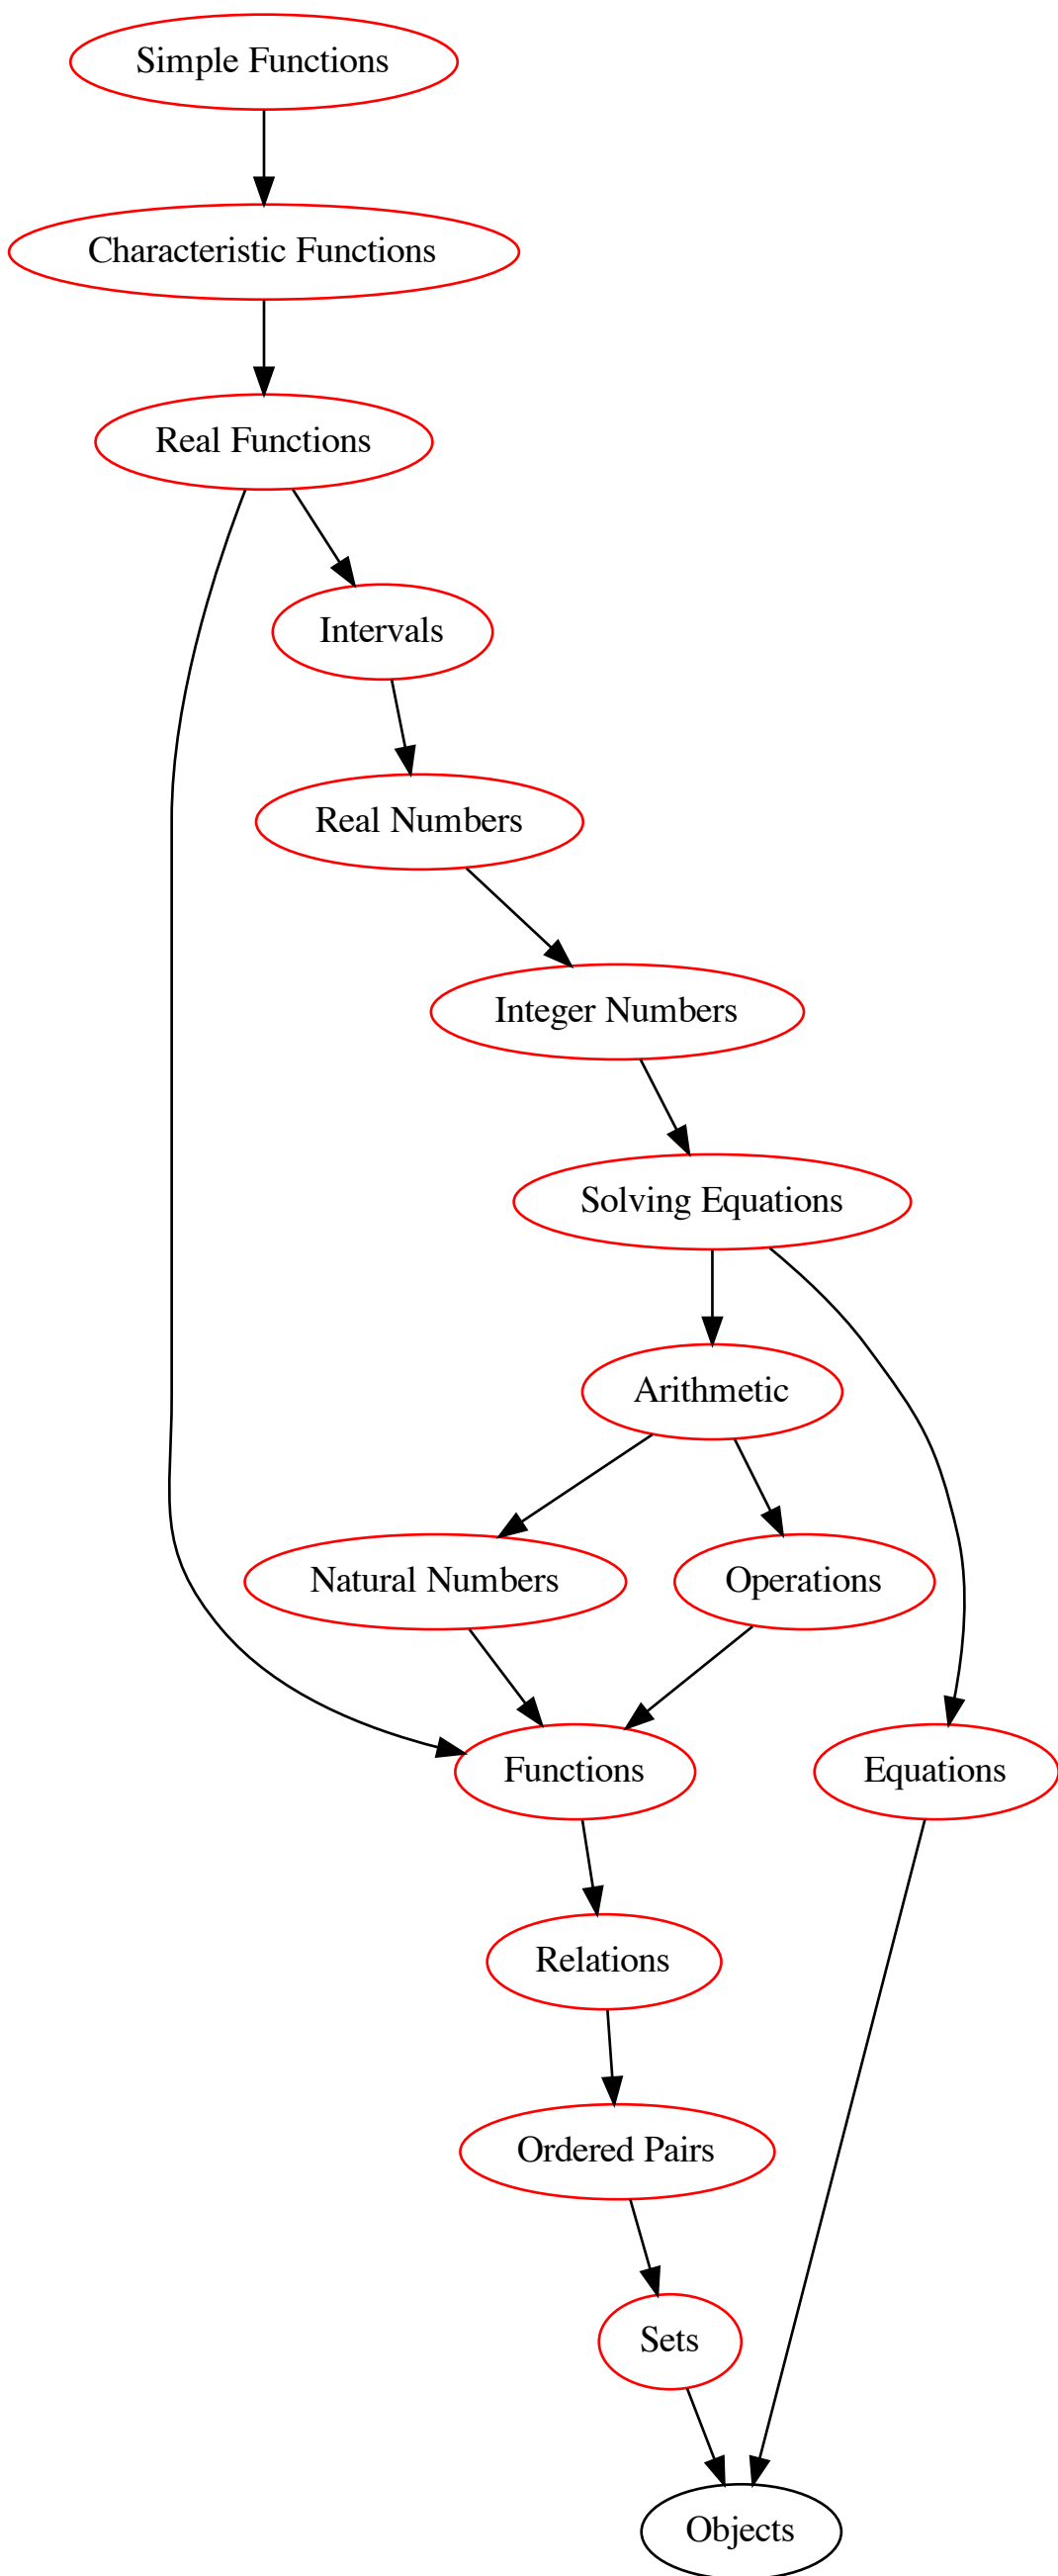 Simple Functions
Characteristic Functions
Real Functions
Intervals
Real Numbers
Integer Numbers
Solving Equations
Arithmetic
Natural Numbers
Operations
Functions
Equations
Relations
Ordered Pairs
Sets
Objects